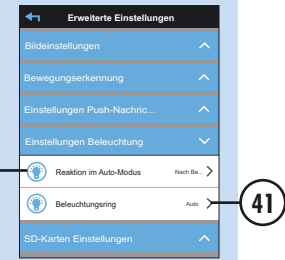 Erweiterte Einstellungen
Bildeinstellungen
Bewegungserkennung
Einstellungen Push-Nachric...
Einstellungen Beleuchtung
Reaktion im Auto-Modus Nach Be...
Beleuchtungsring Auto
41
SD-Karten Einstellungen